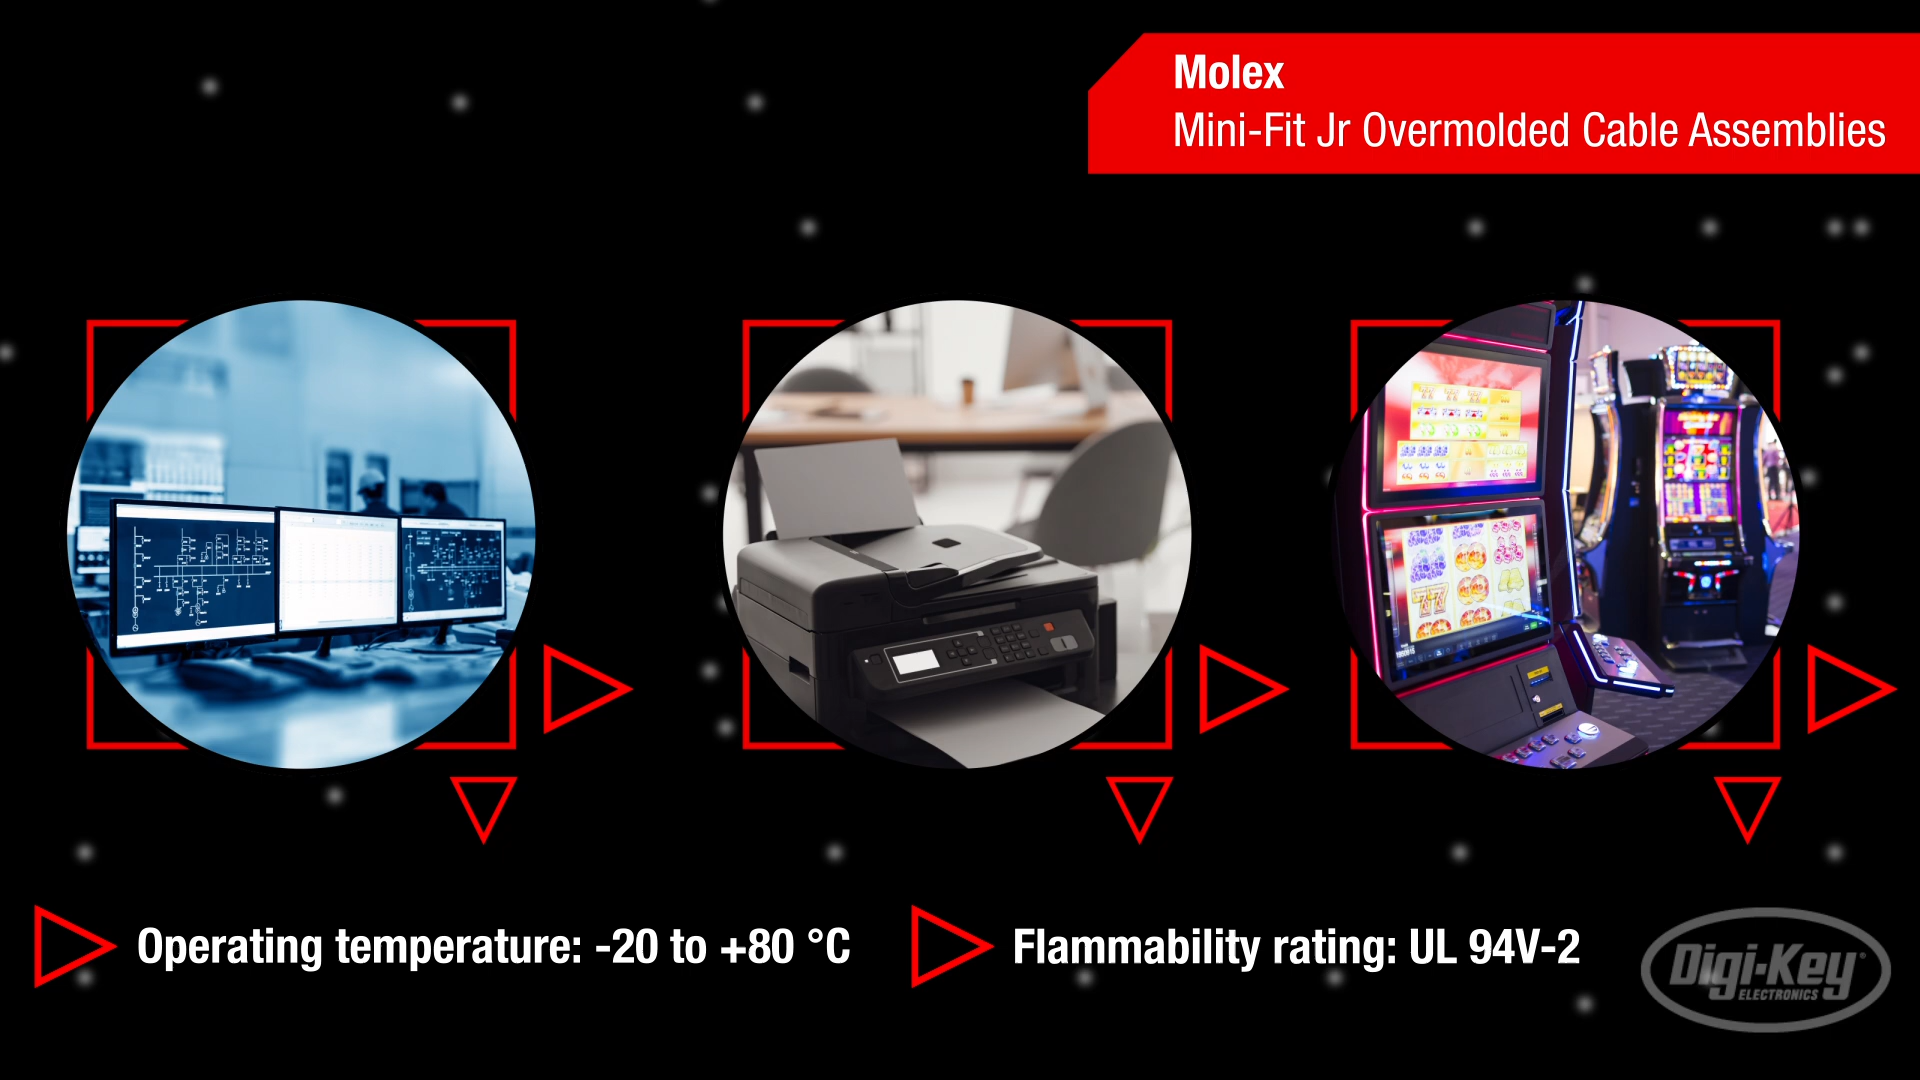 Molex
Mini-Fit Jr Overmolded Cable Assemblies
Operating temperature: -20 to +80 °C
Flammability rating: UL 94V-2
Digi-Key®
ELECTRONICS